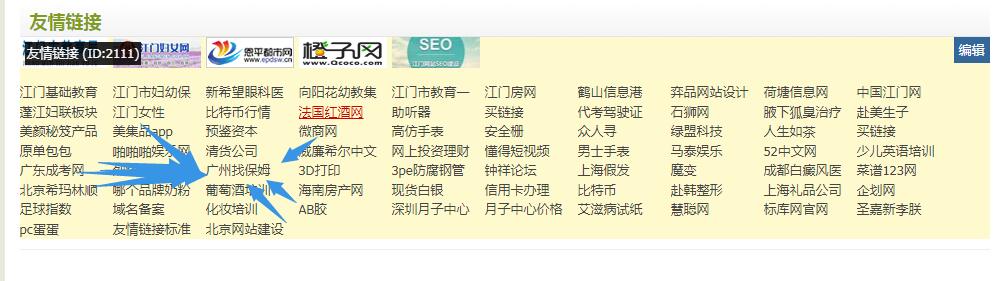 友情链接
友情链接 (ID:2111)
江门妇女网
恩平都市网
www.epdsw.cn
橙子网
www.Qcoco.com
SEO
江门网站SEO建设
编辑
江门基础教育 江门市妇幼保 新希望眼科医 向阳花幼教集 江门市教育一 江门房网 鹤山信息港 弈品网站设计 荷塘信息网 中国江门网
蓬江妇联板块 江门女性 比特币行情 法国红酒网 助听器 买链接 代考驾驶证 石狮网 腋下狐臭治疗 赴美生子
美颜秘笈产品 美集品app 预鉴资本 微商网 高仿手表 安全栅 众人寻 绿盟科技 人生如茶 买链接
原单包包 啪啪啪娱乐网 清货公司 威廉希尔中文 网上投资理财 懂得短视频 男士手表 马泰娱乐 52中文网 少儿英语培训
广东成考网 广州找保姆 3D打印 3pe防腐钢管 钟祥论坛 上海假发 魔变 成都白癜风医 菜谱123网
北京希玛林顺 哪个品牌奶粉 葡萄酒培训 海南房产网 现货白银 信用卡办理 比特币 赴韩整形 上海礼品公司 企划网
足球指数 域名备案 化妆培训 AB胶 深圳月子中心 月子中心价格 艾滋病试纸 慧聪网 标库网官网 圣嘉新李朕
pc蛋蛋 友情链接标准 北京网站建设